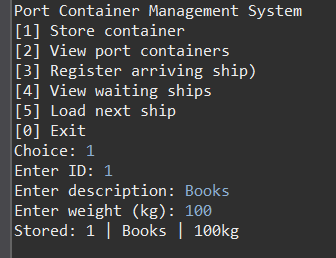 Port Container Management System
[1] Store container
[2] View port containers
[3] Register arriving ship)
[4] View waiting ships
[5] Load next ship
[0] Exit
Choice: 1
Enter ID: 1
Enter description: Books
Enter weight (kg): 100
Stored: 1 | Books | 100kg